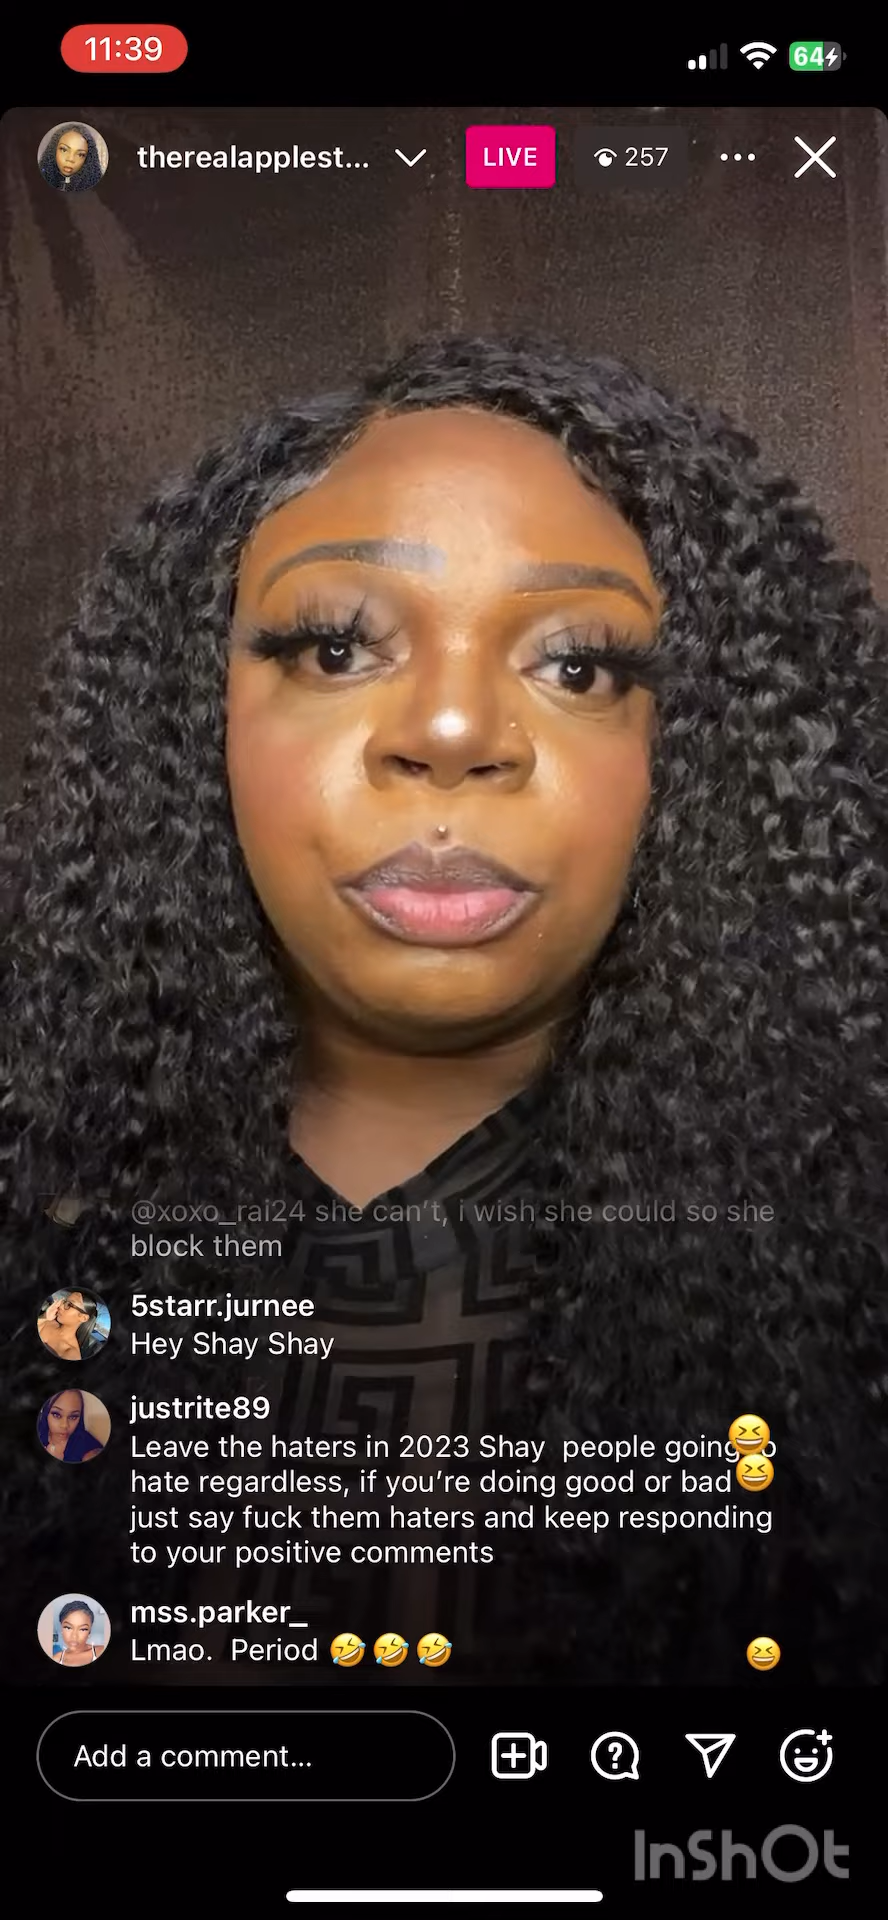 11:39
64
therealapplest...
LIVE
257
@xoxo_rai24 she can't, i wish she could so she
block them
5starr.jurnee
Hey Shay Shay
justrite89
Leave the haters in 2023 Shay  people going
hate regardless, if you're doing good or bad
just say fuck them haters and keep responding
to your positive comments
mss.parker_
Lmao.  Period 🤣🤣🤣
Add a comment...
InShOt